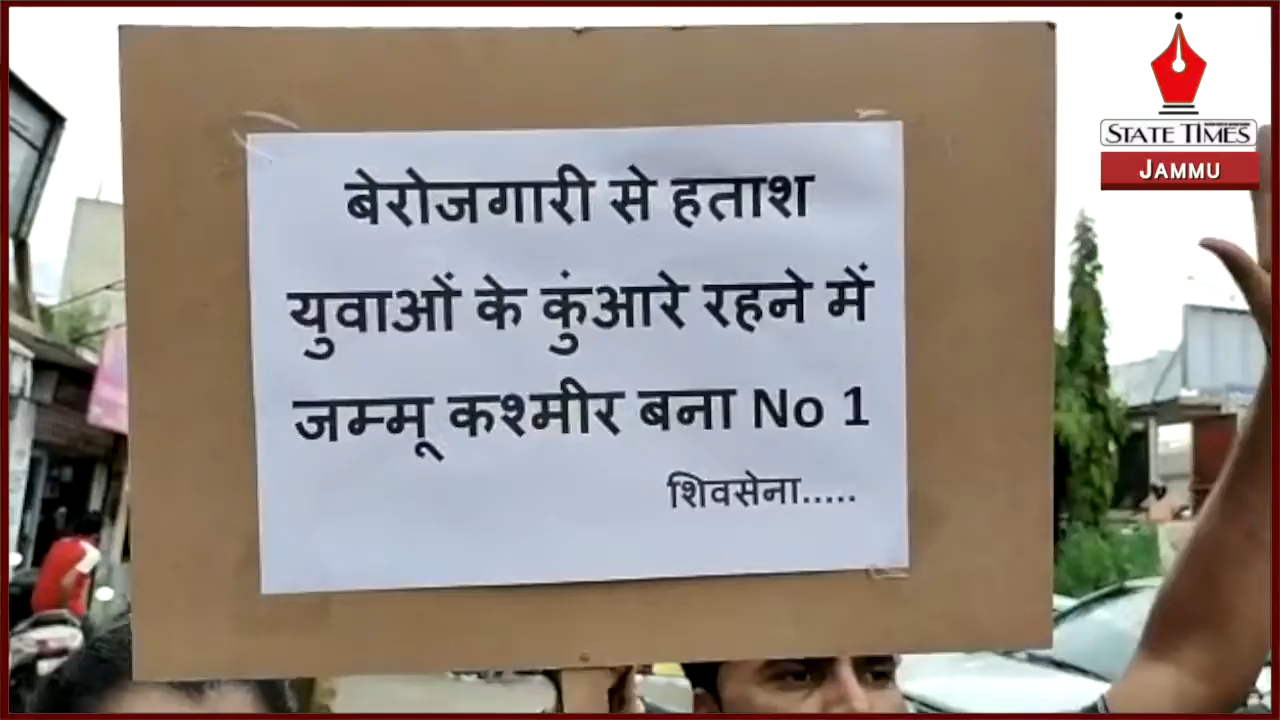 बेरोजगारी से हताश
युवाओं के कुंआरे रहने में
जम्मू कश्मीर बना No 1
शिवसेना.....
STATE TIMES
JAMMU